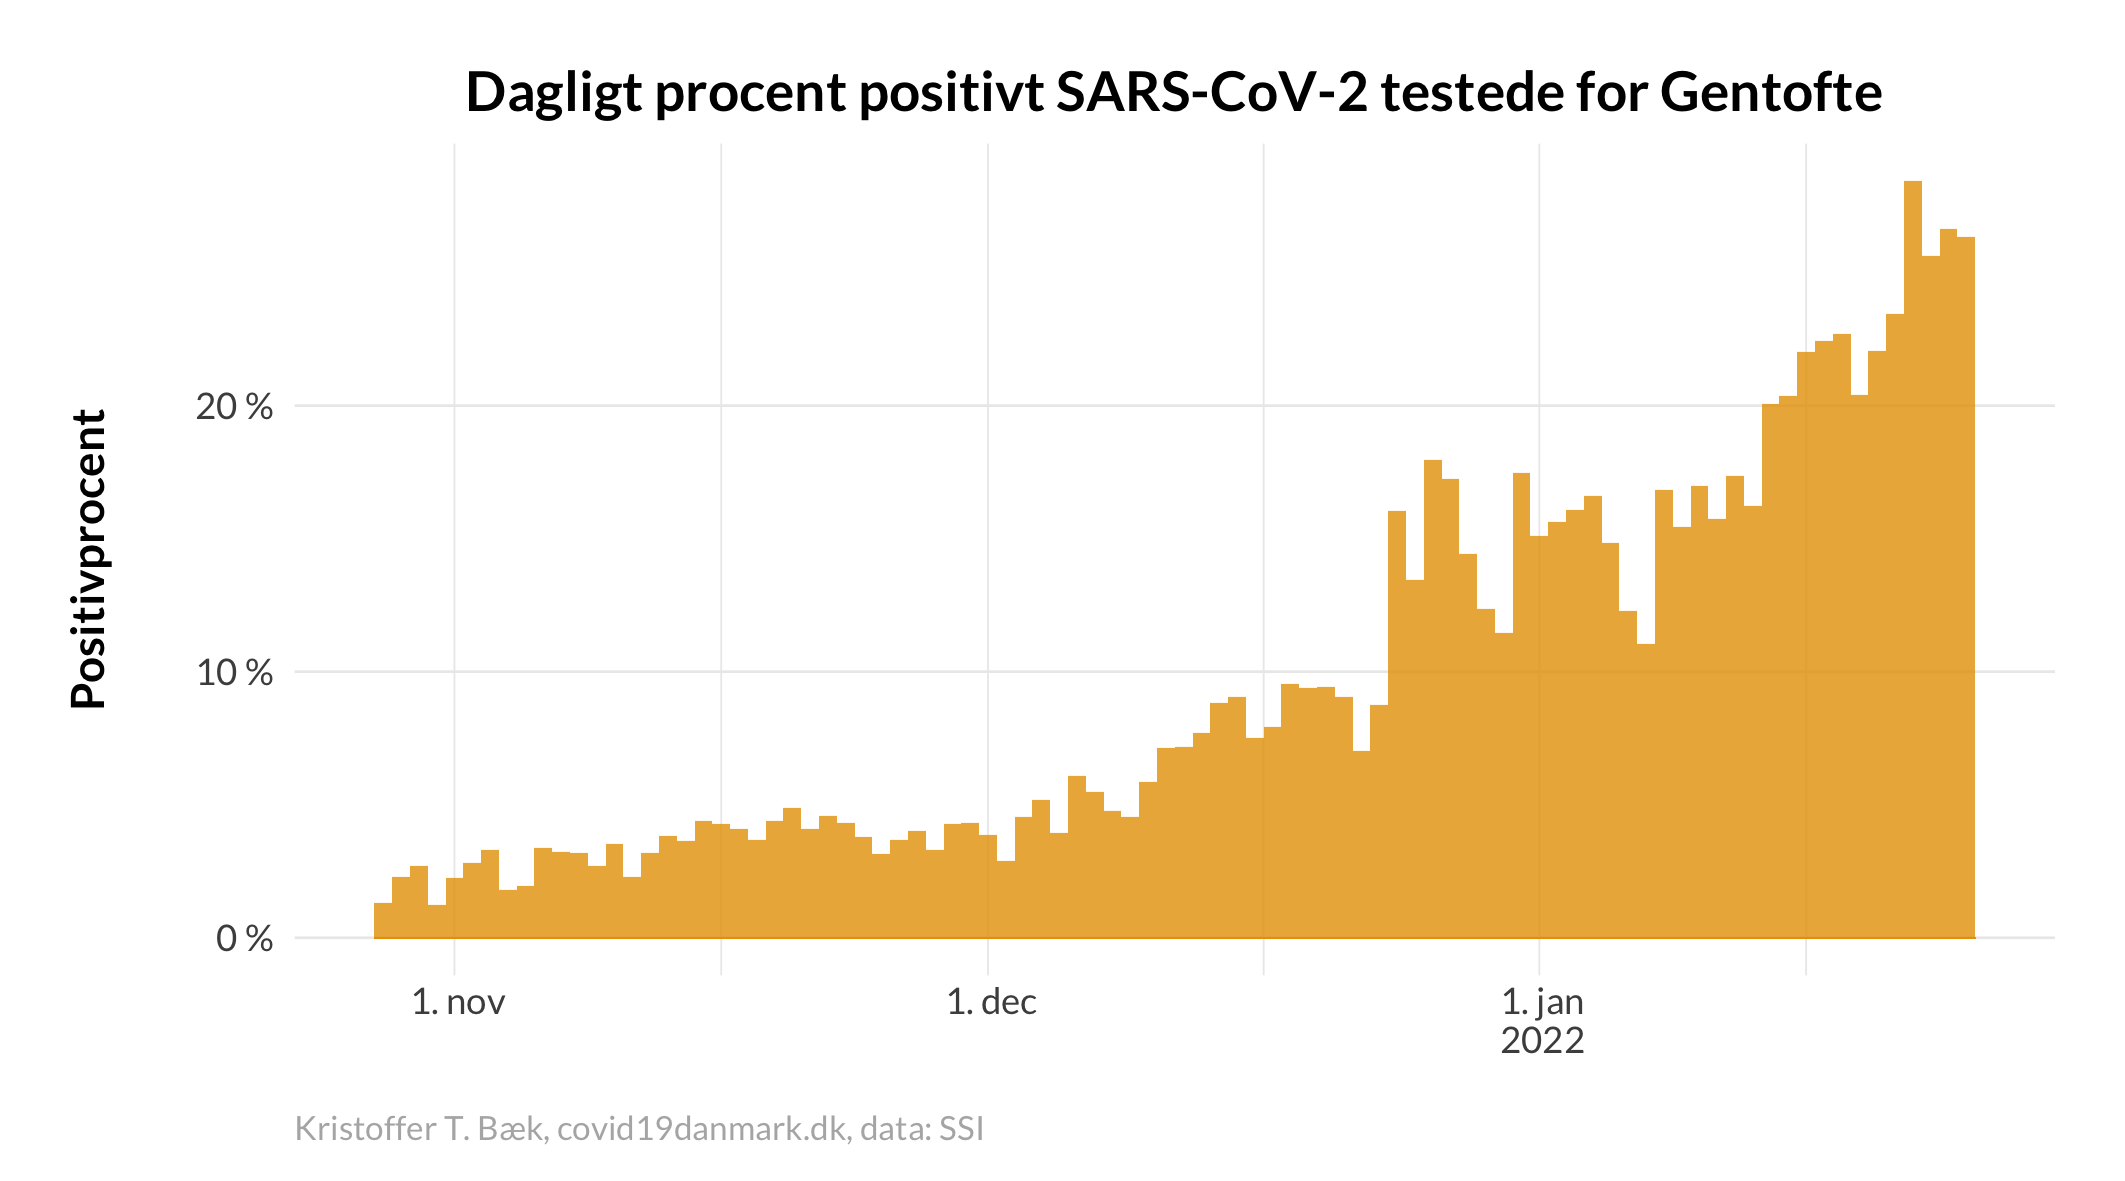 Dagligt procent positivt SARS-CoV-2 testede for Gentofte
Positivprocent
20 %
10 %
0 %
1. nov
1. dec
1. jan
2022
Kristoffer T. Bæk, covid19danmark.dk, data: SSI